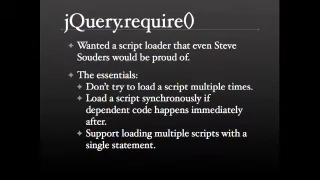 jQuery.require()
Wanted a script loader that even Steve
Souders would be proud of.
The essentials:
Don't try to load a script multiple times.
Load a script synchronously if
dependent code happens immediately
after.
Support loading multiple scripts with a
single statement.